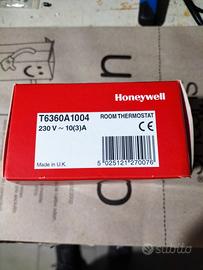 Honeywell
T6360A1004
ROOM THERMOSTAT
230 V ~ 10(3)A
CE
Made in U.K.
5 025121 270076
subito